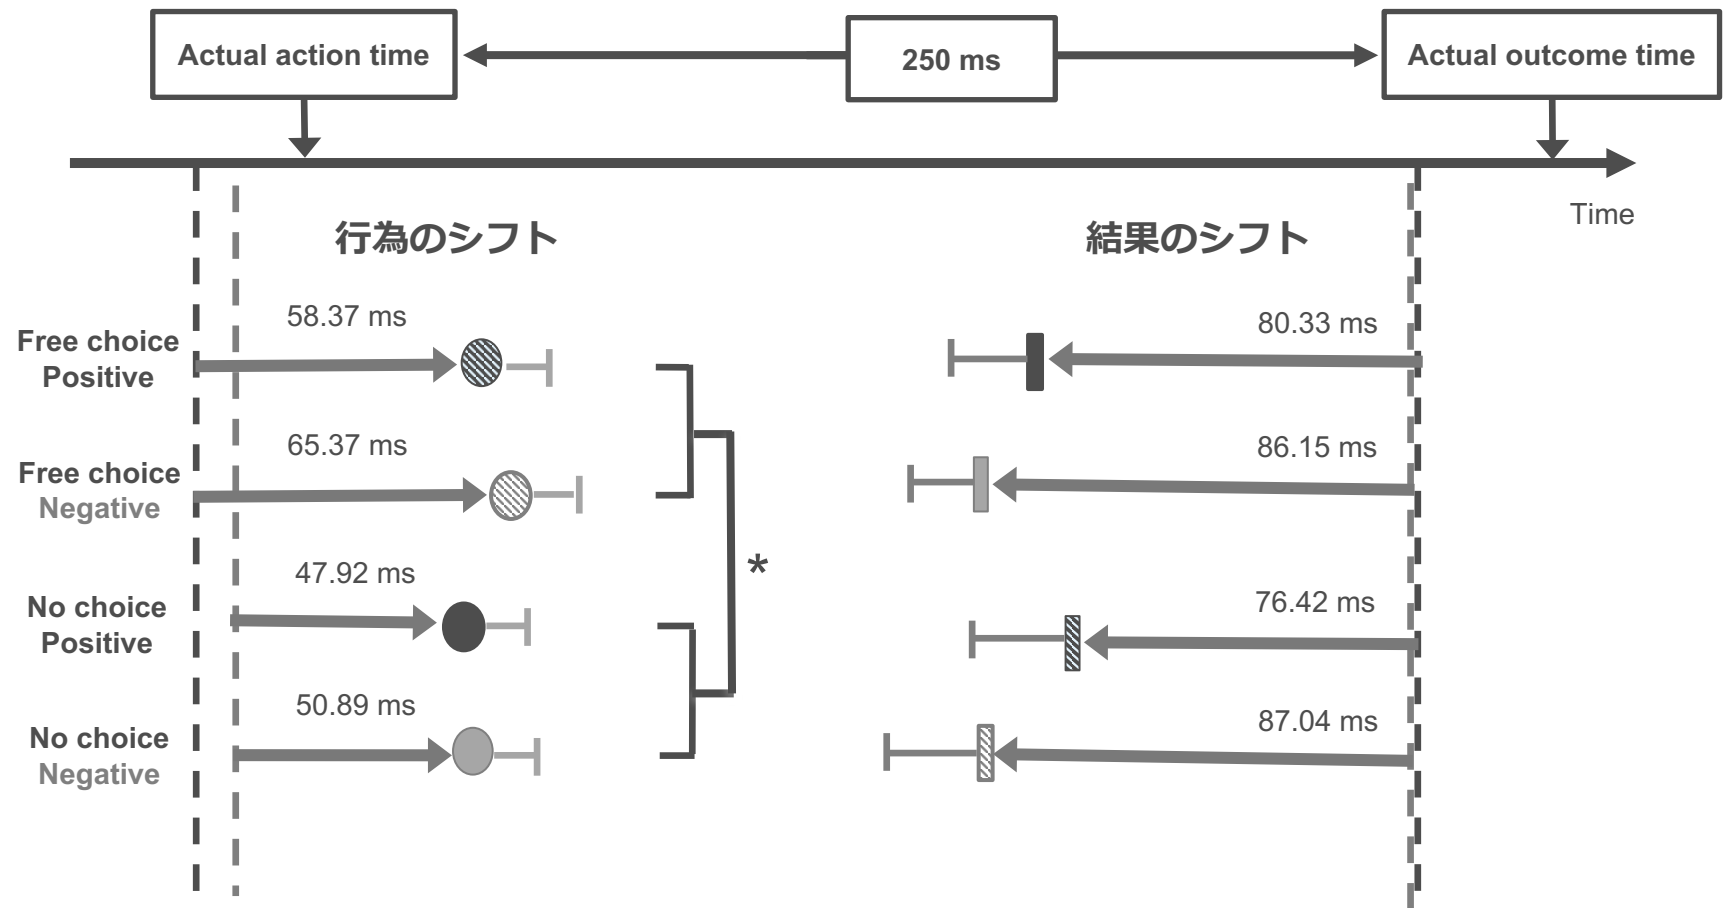 Actual action time
250 ms
Actual outcome time
Time
行為のシフト
結果のシフト
Free choice
Positive
58.37 ms
80.33 ms
Free choice
Negative
65.37 ms
86.15 ms
*
No choice
Positive
47.92 ms
76.42 ms
No choice
Negative
50.89 ms
87.04 ms